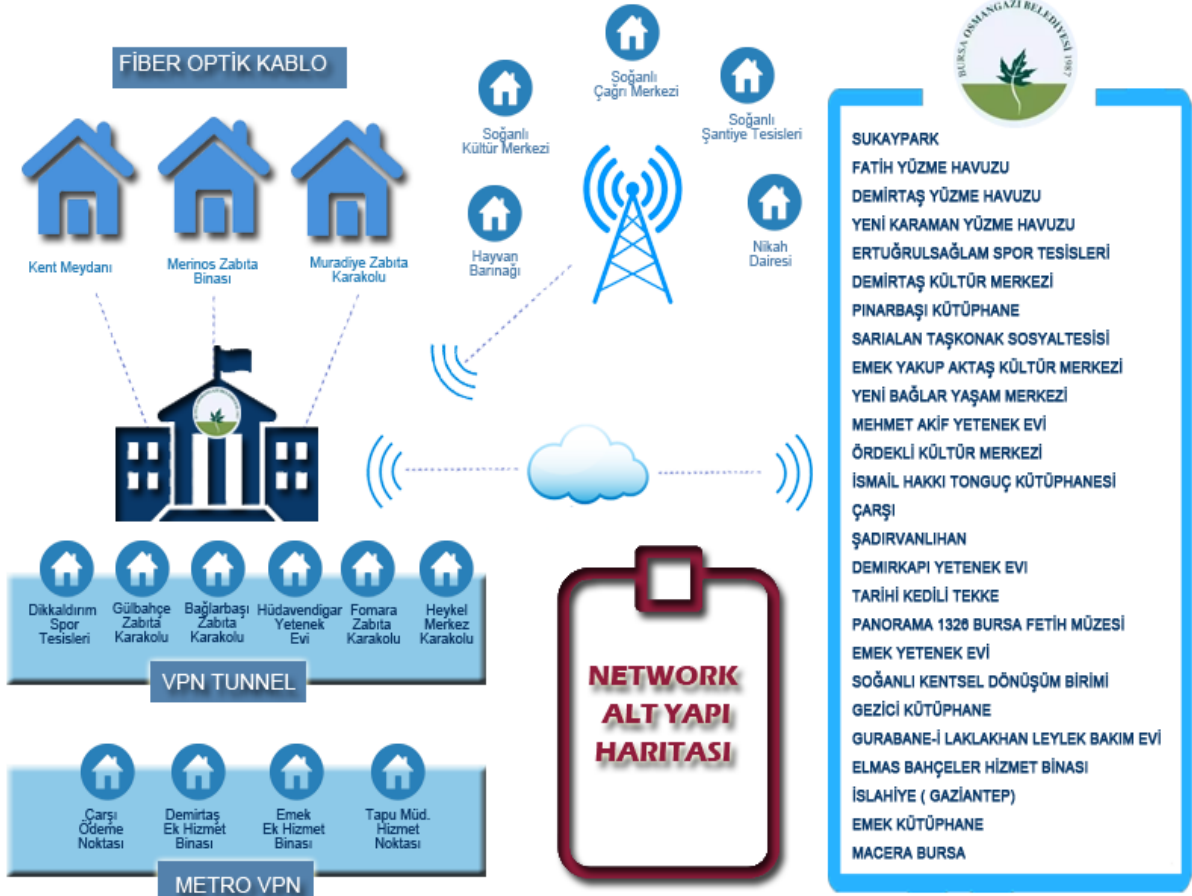 FİBER OPTİK KABLO
Kent Meydanı
Merinos Zabıta
Binası
Muradiye Zabıta
Karakolu
Soğanlı
Kültür Merkezi
Soğanlı
Çağrı Merkezi
Soğanlı
Şantiye Tesisleri
Hayvan
Barınağı
Nikah
Dairesi
BURSA OSMANGAZİ BELEDİYESİ 1987
SUKAYPARK
FATİH YÜZME HAVUZU
DEMİRTAŞ YÜZME HAVUZU
YENİ KARAMAN YÜZME HAVUZU
ERTUĞRULSAĞLAM SPOR TESİSLERİ
DEMİRTAŞ KÜLTÜR MERKEZİ
PINARBAŞI KÜTÜPHANE
SARIALAN TAŞKONAK SOSYALTESİSİ
EMEK YAKUP AKTAŞ KÜLTÜR MERKEZİ
YENİ BAĞLAR YAŞAM MERKEZİ
MEHMET AKİF YETENEK EVİ
ÖRDEKLİ KÜLTÜR MERKEZİ
İSMAİL HAKKI TONGUÇ KÜTÜPHANESİ
ÇARŞI
ŞADIRVANLIHAN
DEMIRKAPI YETENEK EVI
TARİHİ KEDİLİ TEKKE
PANORAMA 1326 BURSA FETİH MÜZESİ
EMEK YETENEK EVİ
SOĞANLI KENTSEL DÖNÜŞÜM BİRİMİ
GEZİCİ KÜTÜPHANE
GURABANE-İ LAKLAKHAN LEYLEK BAKIM EVİ
ELMAS BAHÇELER HİZMET BİNASI
İSLAHİYE ( GAZİANTEP)
EMEK KÜTÜPHANE
MACERA BURSA
Dikkaldırım
Spor
Tesisleri
Gülbahçe
Zabıta
Karakolu
Bağlarbaşı
Zabıta
Karakolu
Hüdavendigar
Yetenek
Evi
Fomara
Zabıta
Karakolu
Heykel
Merkez
Karakolu
VPN TUNNEL
Çarşı
Ödeme
Noktası
Demirtaş
Ek Hizmet
Binası
Emek
Ek Hizmet
Binası
Tapu Müd.
Hizmet
Noktası
METRO VPN
NETWORK
ALT YAPI
HARITASI